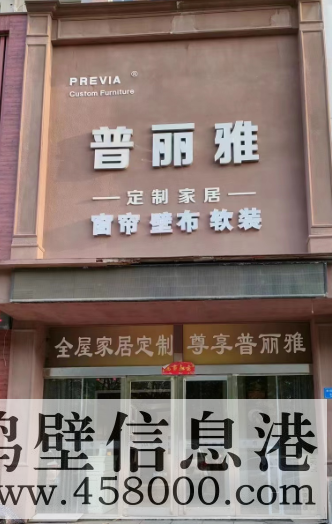 PREVIA ®
Custom Furniture
普丽雅
定制家居
窗帘 壁布 软装
全屋家居定制 尊享普丽雅
鹤壁信息港
www.458000.com